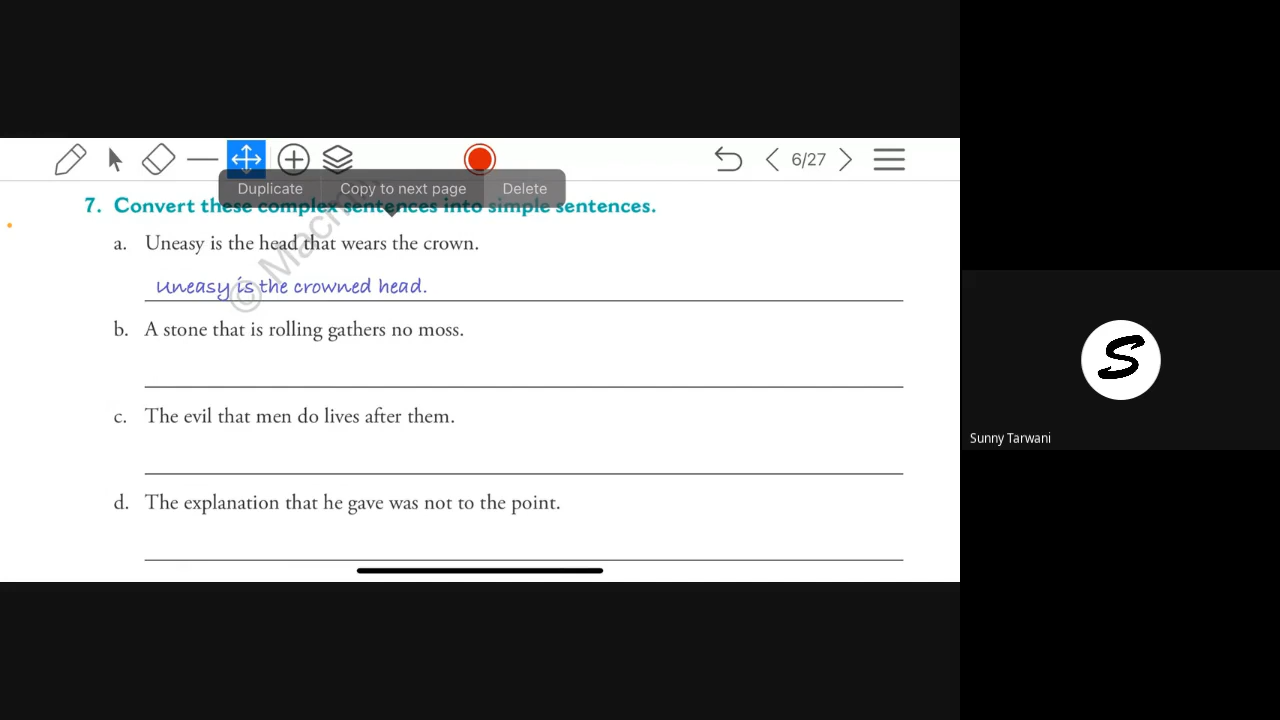 6/27
Duplicate Copy to next page Delete
7. Convert these complex sentences into simple sentences.
a. Uneasy is the head that wears the crown.
Uneasy is the crowned head.
b. A stone that is rolling gathers no moss.
c. The evil that men do lives after them.
d. The explanation that he gave was not to the point.
S
Sunny Tarwani